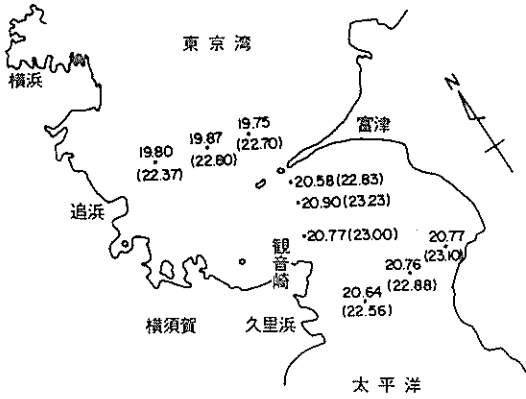 東京湾
N
横浜
富津
19.75
(22.70)
19.87
(22.80)
19.80
(22.37)
20.58(22.83)
20.90(23.23)
追浜
20.77(23.00)
観音崎
20.77
(23.10)
20.76
(22.88)
20.64
(22.56)
横須賀
久里浜
太平洋